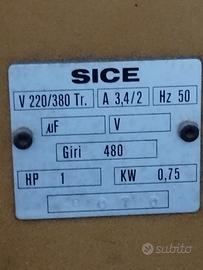 SICE
V 220/380 Tr. A 3,4/2 Hz 50
µF V
Giri 480
HP 1 KW 0,75
subito